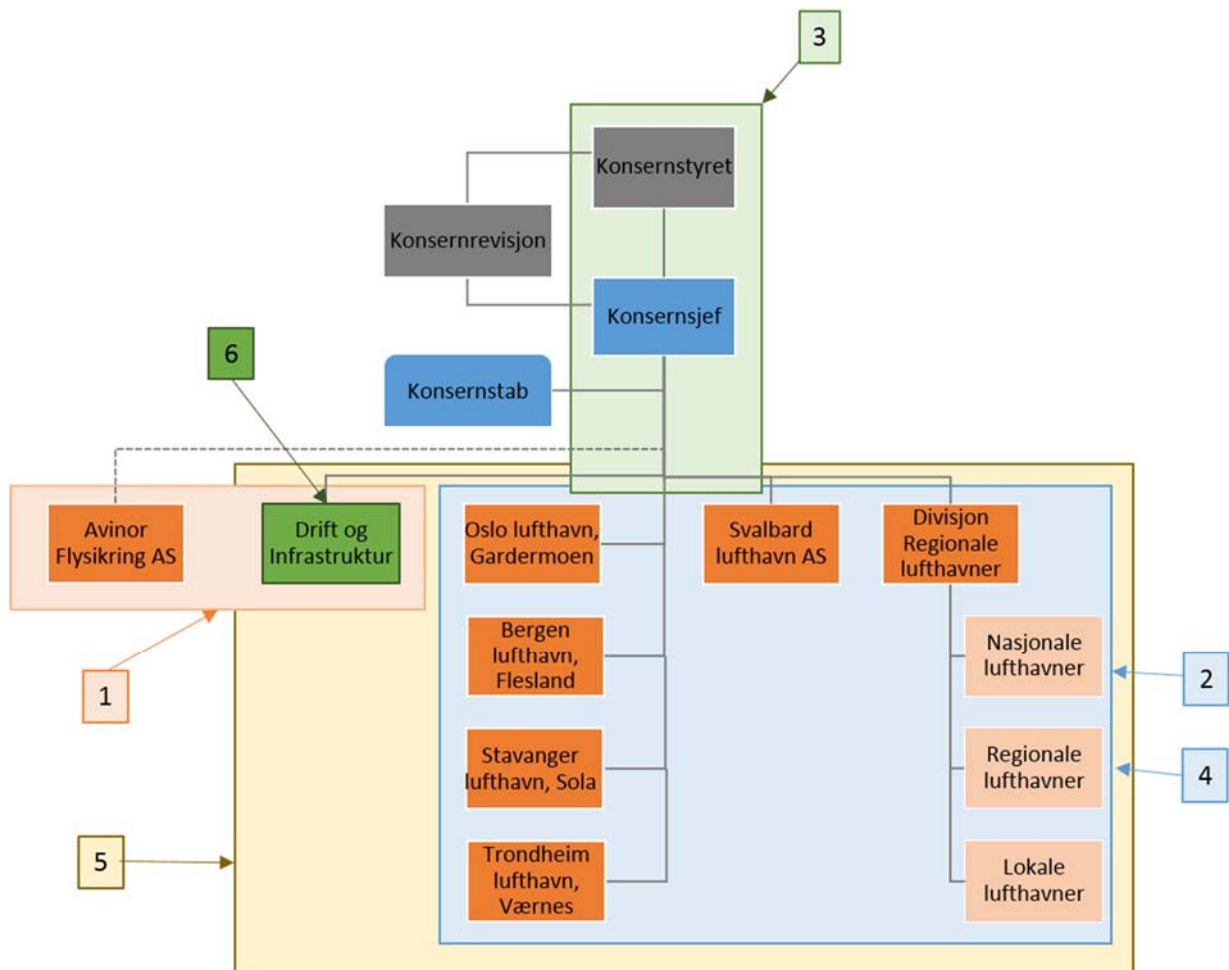 3
Konsernstyret
Konsernrevisjon
Konsernsjef
6
Konsernstab
Avinor
Flysikring AS
Drift og
Infrastruktur
Oslo lufthavn,
Gardermoen
Svalbard
lufthavn AS
Divisjon
Regionale
lufthavner
Bergen
lufthavn,
Flesland
Nasjonale
lufthavner
1
2
Stavanger
lufthavn, Sola
Regionale
lufthavner
4
5
Trondheim
lufthavn,
Værnes
Lokale
lufthavner